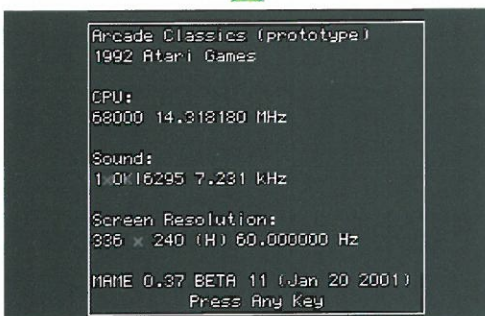 Arcade Classics (prototype)
1992 Atari Games
CPU:
68000 14.318180 MHz
Sound:
1xOKI6295 7.231 kHz
Screen Resolution:
336 x 240 (H) 60.000000 Hz
MAME 0.37 BETA 11 (Jan 20 2001)
Press Any Key